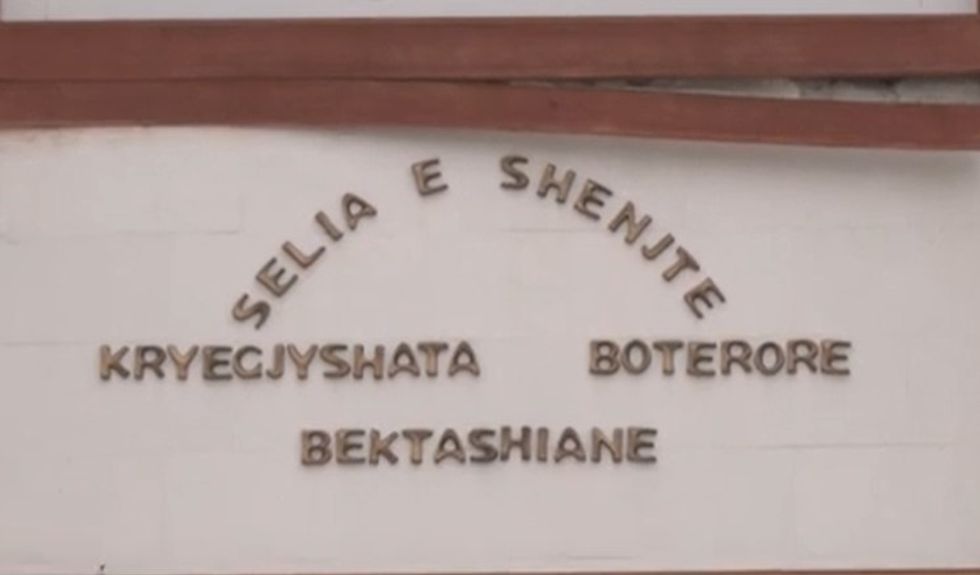 SELIA E SHENJTE
KRYEGJYSHATA BOTERORE
BEKTASHIANE